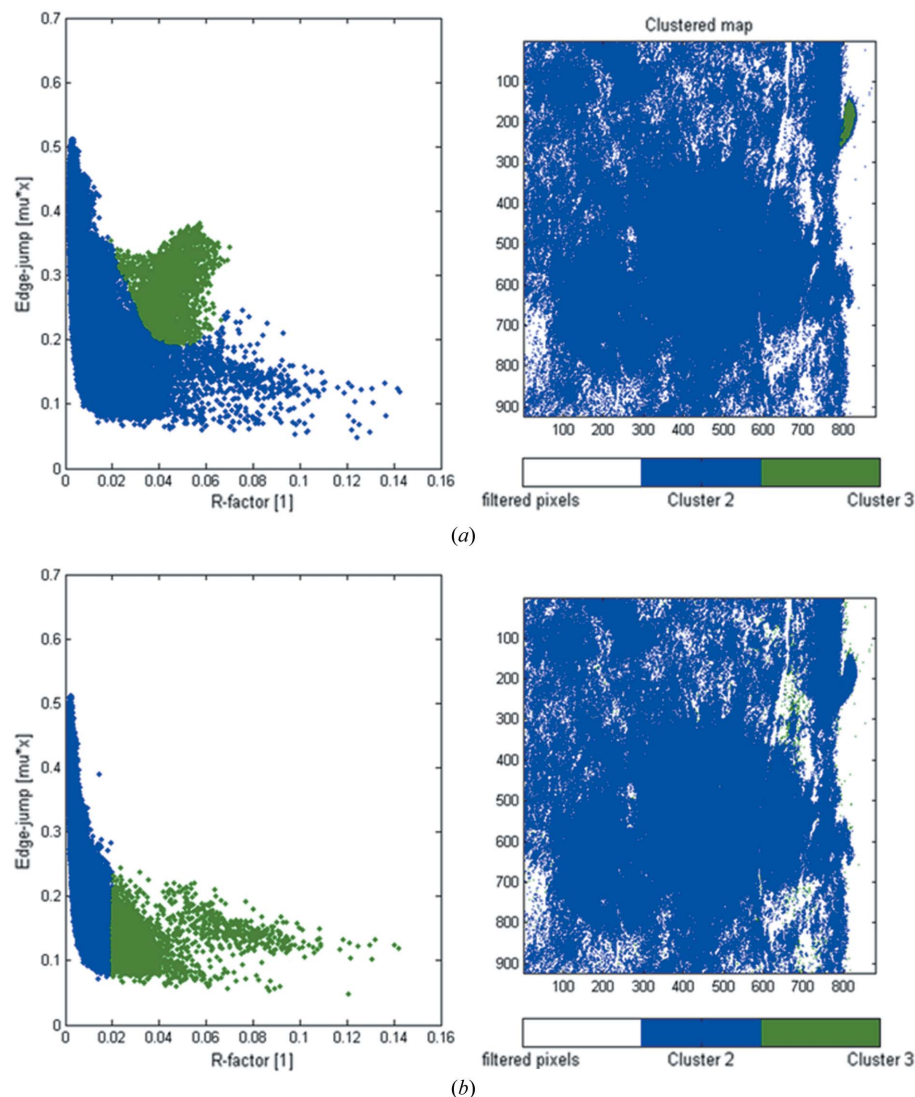 0.7
0.6
0.5
0.4
0.3
0.2
0.1
0
Edge-jump [mu*x]
0 0.02 0.04 0.06 0.08 0.10 0.12 0.14 0.16
R-factor [1]
Clustered map
100
200
300
400
500
600
700
800
900
100 200 300 400 500 600 700 800
filtered pixels Cluster 2 Cluster 3
(a)
0.7
0.6
0.5
0.4
0.3
0.2
0.1
0
Edge-jump [mu*x]
0 0.02 0.04 0.06 0.08 0.10 0.12 0.14 0.16
R-factor [1]
100
200
300
400
500
600
700
800
900
100 200 300 400 500 600 700 800
filtered pixels Cluster 2 Cluster 3
(b)